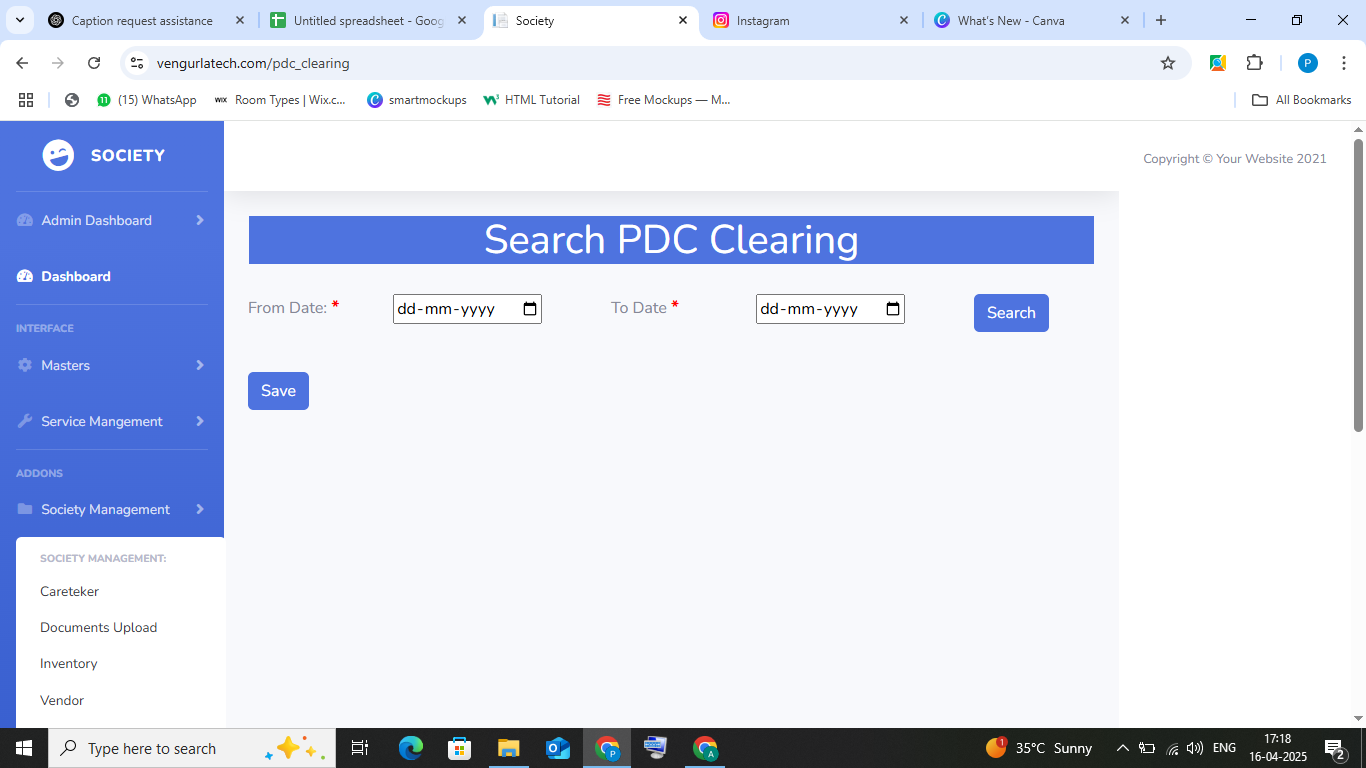 Caption request assistance
Untitled spreadsheet - Goog
Society
Instagram
What's New - Canva
vengurlatech.com/pdc_clearing
P
(15) WhatsApp
WiX Room Types | Wix.c...
smartmockups
HTML Tutorial
Free Mockups — M...
All Bookmarks
SOCIETY
Copyright © Your Website 2021
Admin Dashboard
Search PDC Clearing
Dashboard
From Date: *
dd-mm-yyyy
To Date *
dd-mm-yyyy
Search
INTERFACE
Masters
Save
Service Mangement
ADDONS
Society Management
SOCIETY MANAGEMENT:
Careteker
Documents Upload
Inventory
Vendor
Type here to search
35°C Sunny
ENG
17:18
16-04-2025
2